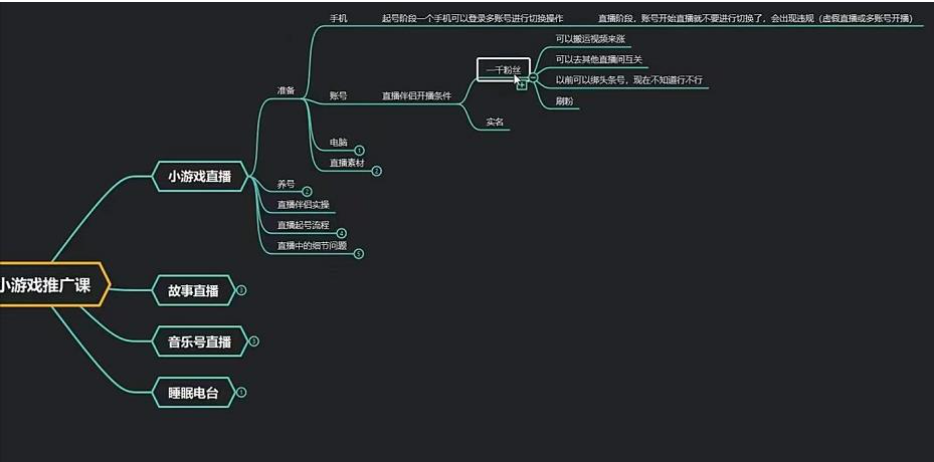 手机
起号阶段一个手机可以登录多账号进行切换操作
直播阶段，账号开始直播就不要进行切换了，会出现违规（虚假直播或多账号开播）
准备
账号
直播伴侣开播条件
一千粉丝
可以搬运视频来涨
可以去其他直播间互关
以前可以绑头条号，现在不知道行不行
刷粉
实名
电脑
1
直播素材
2
小游戏直播
养号
2
直播伴侣实操
直播起号流程
4
直播中的细节问题
5
小游戏推广课
故事直播
音乐号直播
3
睡眠电台
1